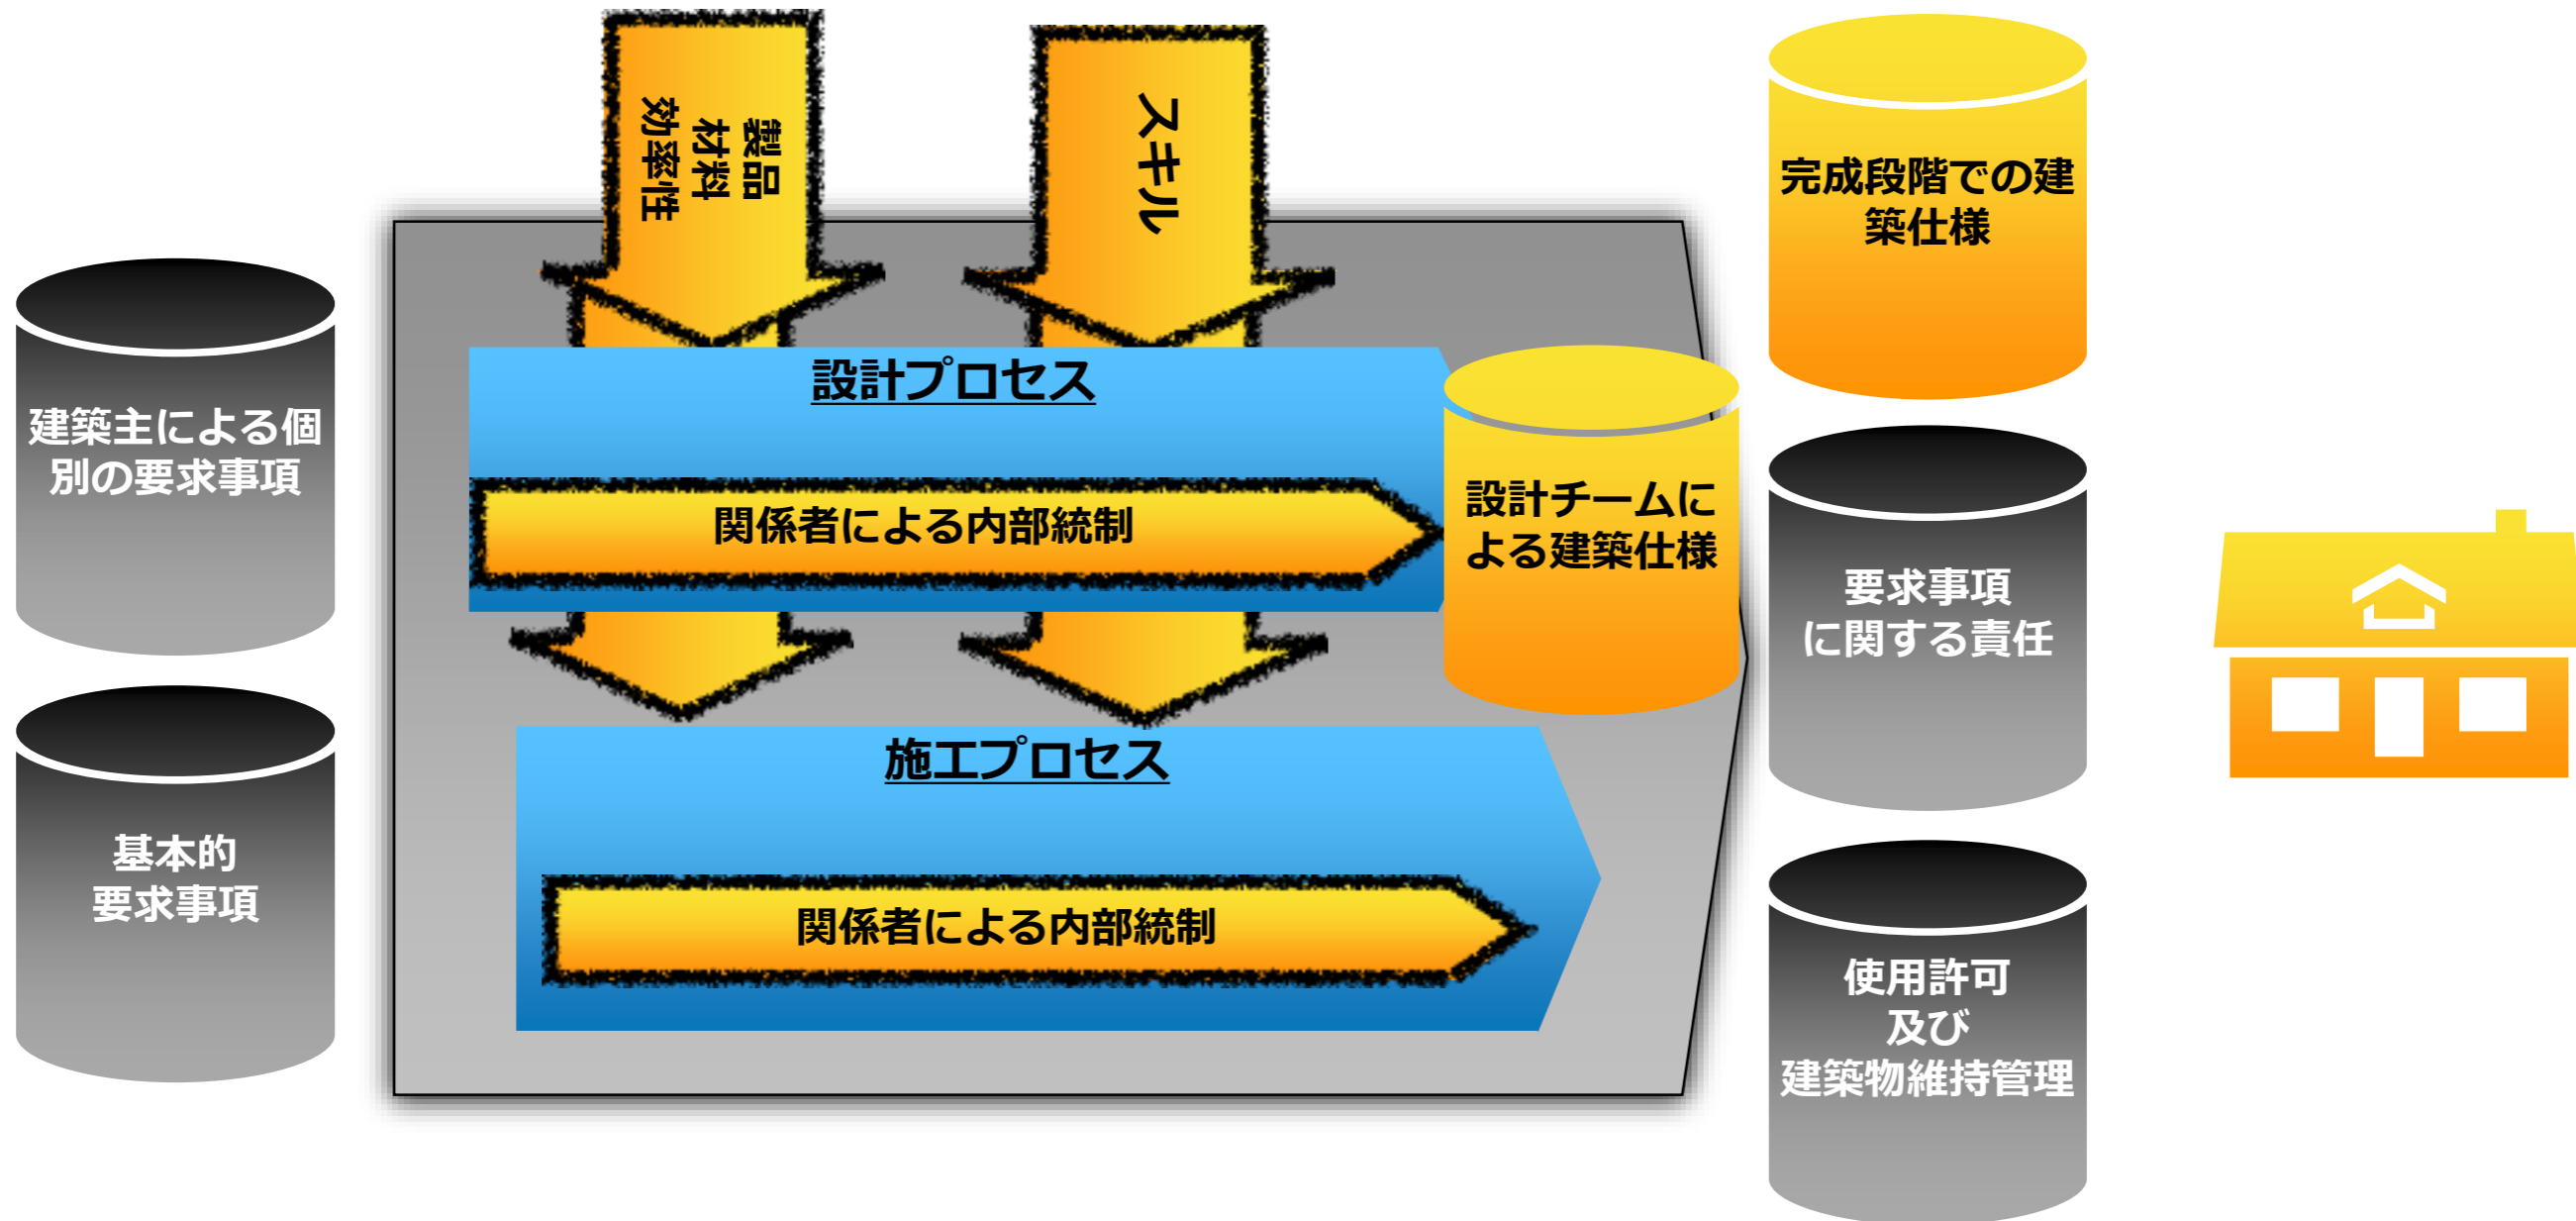 製品
材料
効率性
スキル
建築主による個
別の要求事項
基本的
要求事項
設計プロセス
関係者による内部統制
設計チームに
よる建築仕様
施工プロセス
関係者による内部統制
完成段階での建
築仕様
要求事項
に関する責任
使用許可
及び
建築物維持管理